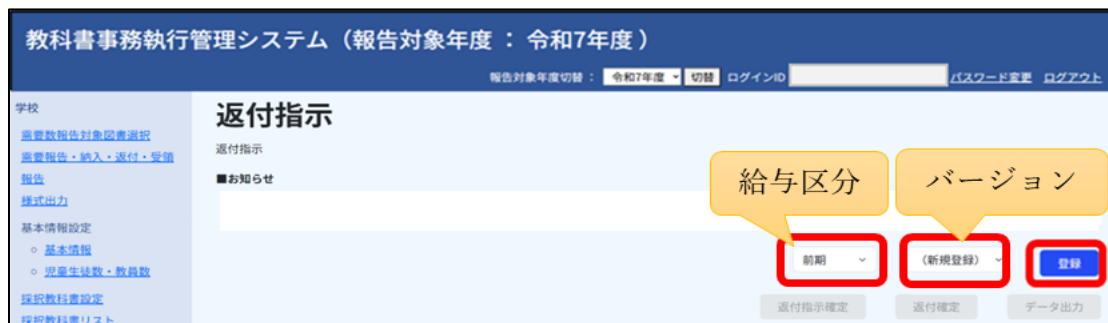 教科書事務執行管理システム（報告対象年度 ： 令和7年度 ）
報告対象年度切替 ： 令和7年度 切替 ログインID パスワード変更 ログアウト
学校
需要数報告対象図書選択
需要報告・納入・返付・受領
報告
様式出力
基本情報設定
基本情報
児童生徒数・教員数
採択教科書設定
採択教科書リスト
返付指示
返付指示
■お知らせ
給与区分
バージョン
前期 （新規登録） 登録
返付指示確定 返付確定 データ出力